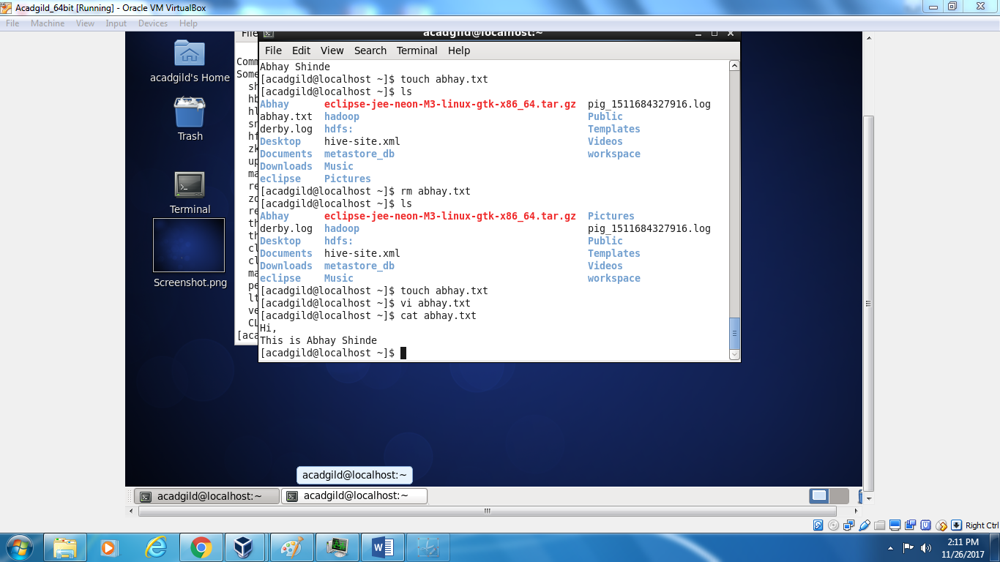 Acadgild_64bit [Running] - Oracle VM VirtualBox
File Machine View Input Devices Help
acadgild's Home
Trash
Terminal
Screenshot.png
File
Comm
Some
sh
hb
hl
sn
hf
zk
up
ma
re
zo
re
th
th
cl
cl
ma
pe
lt
ve
CL
[aca
acadgild@localhost:~
File Edit View Search Terminal Help
Abhay Shinde
[acadgild@localhost ~]$ touch abhay.txt
[acadgild@localhost ~]$ ls
Abhay eclipse-jee-neon-M3-linux-gtk-x86_64.tar.gz pig_1511684327916.log
abhay.txt hadoop Public
derby.log hdfs: Templates
Desktop hive-site.xml Videos
Documents metastore_db workspace
Downloads Music
eclipse Pictures
[acadgild@localhost ~]$ rm abhay.txt
[acadgild@localhost ~]$ ls
Abhay eclipse-jee-neon-M3-linux-gtk-x86_64.tar.gz Pictures
derby.log hadoop pig_1511684327916.log
Desktop hdfs: Public
Documents hive-site.xml Templates
Downloads metastore_db Videos
eclipse Music workspace
[acadgild@localhost ~]$ touch abhay.txt
[acadgild@localhost ~]$ vi abhay.txt
[acadgild@localhost ~]$ cat abhay.txt
Hi,
This is Abhay Shinde
[acadgild@localhost ~]$
acadgild@localhost:~
acadgild@localhost:~ acadgild@localhost:~
Right Ctrl
2:11 PM
11/26/2017